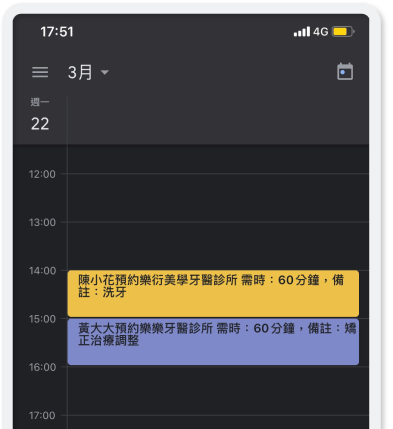 17:51
4G
3月
週一
22
12:00
13:00
14:00
陳小花預約樂衍美學牙醫診所 需時：60分鐘，備
註：洗牙
15:00
黃大大預約樂樂牙醫診所 需時：60分鐘，備註：矯
正治療調整
16:00
17:00